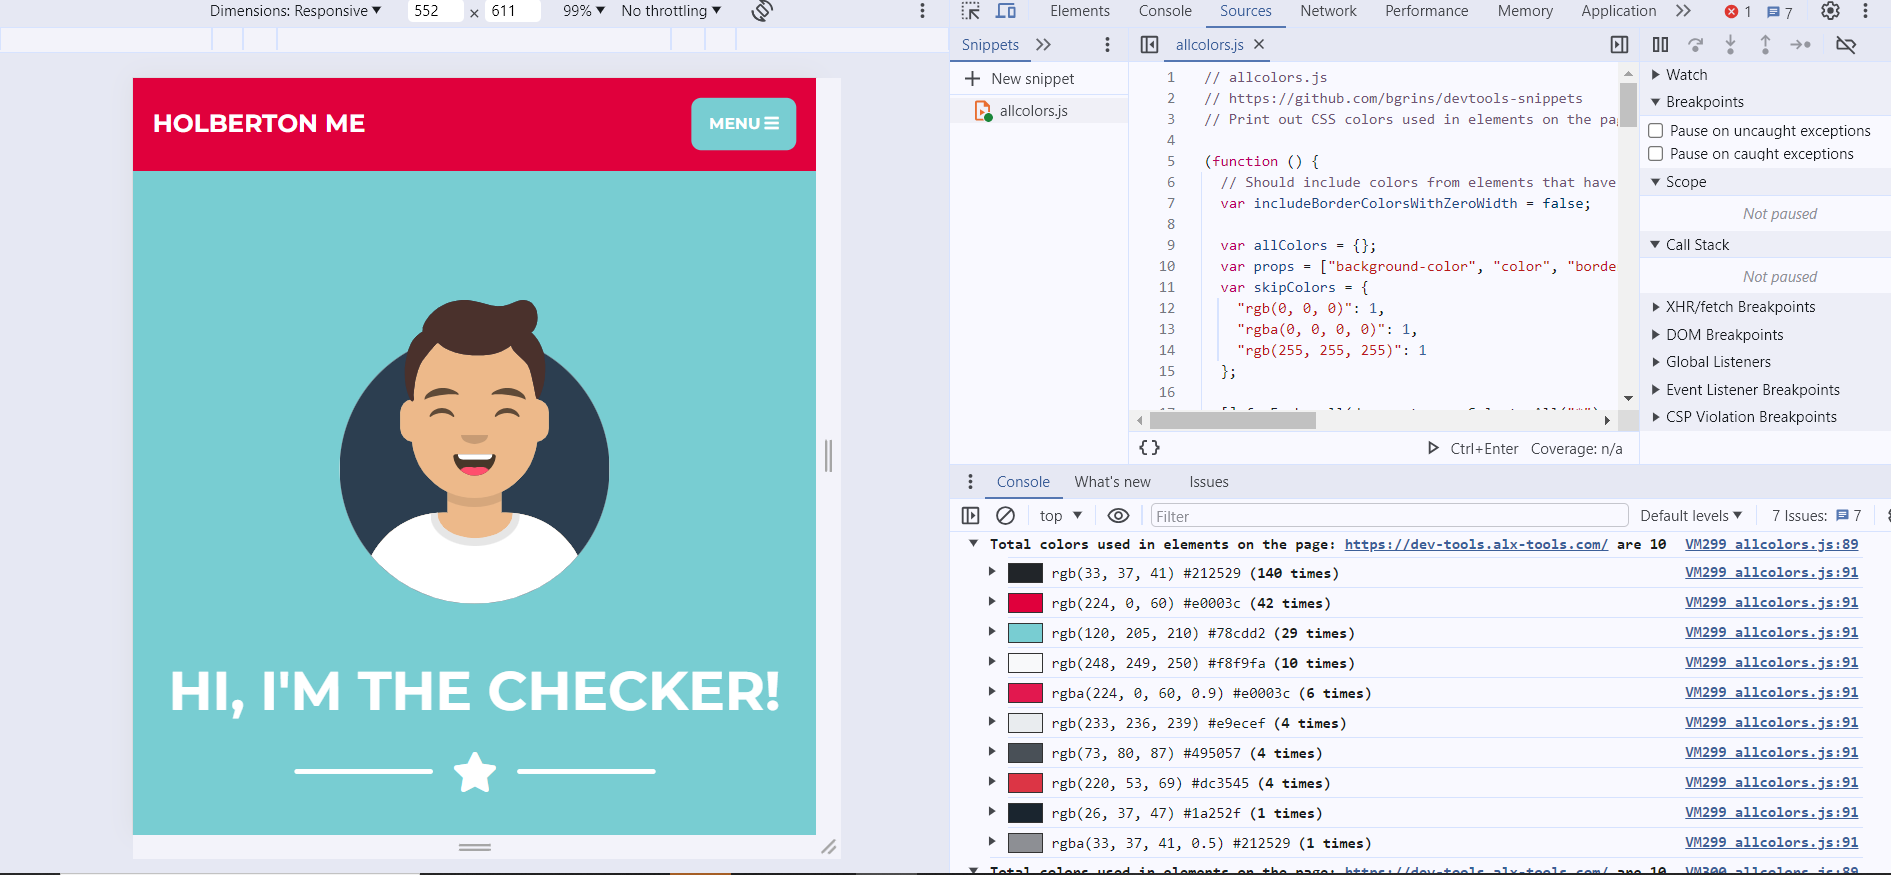 Dimensions: Responsive ▼ 552 × 611 99% ▼ No throttling ▼
HOLBERTON ME
MENU
HI, I'M THE CHECKER!
Elements Console Sources Network Performance Memory Application 1 7
Snippets
New snippet
allcolors.js
allcolors.js
1 // allcolors.js
2 // https://github.com/bgrins/devtools-snippets
3 // Print out CSS colors used in elements on the pa
4
5 (function () {
6 // Should include colors from elements that have
7 var includeBorderColorsWithZeroWidth = false;
8
9 var allColors = {};
10 var props = ["background-color", "color", "borde
11 var skipColors = {
12 "rgb(0, 0, 0)": 1,
13 "rgba(0, 0, 0, 0)": 1,
14 "rgb(255, 255, 255)": 1
15 };
16
{} Ctrl+Enter Coverage: n/a
Watch
Breakpoints
Pause on uncaught exceptions
Pause on caught exceptions
Scope
Not paused
Call Stack
Not paused
XHR/fetch Breakpoints
DOM Breakpoints
Global Listeners
Event Listener Breakpoints
CSP Violation Breakpoints
Console What's new Issues
top ▼ Filter Default levels ▼ 7 Issues: 7
Total colors used in elements on the page: https://dev-tools.alx-tools.com/ are 10 VM299 allcolors.js:89
rgb(33, 37, 41) #212529 (140 times) VM299 allcolors.js:91
rgb(224, 0, 60) #e0003c (42 times) VM299 allcolors.js:91
rgb(120, 205, 210) #78cdd2 (29 times) VM299 allcolors.js:91
rgb(248, 249, 250) #f8f9fa (10 times) VM299 allcolors.js:91
rgba(224, 0, 60, 0.9) #e0003c (6 times) VM299 allcolors.js:91
rgb(233, 236, 239) #e9ecef (4 times) VM299 allcolors.js:91
rgb(73, 80, 87) #495057 (4 times) VM299 allcolors.js:91
rgb(220, 53, 69) #dc3545 (4 times) VM299 allcolors.js:91
rgb(26, 37, 47) #1a252f (1 times) VM299 allcolors.js:91
rgba(33, 37, 41, 0.5) #212529 (1 times) VM299 allcolors.js:91
Total colors used in elements on the page: https://dev-tools.alx-tools.com/ are 10 VM300 allcolors.js:89